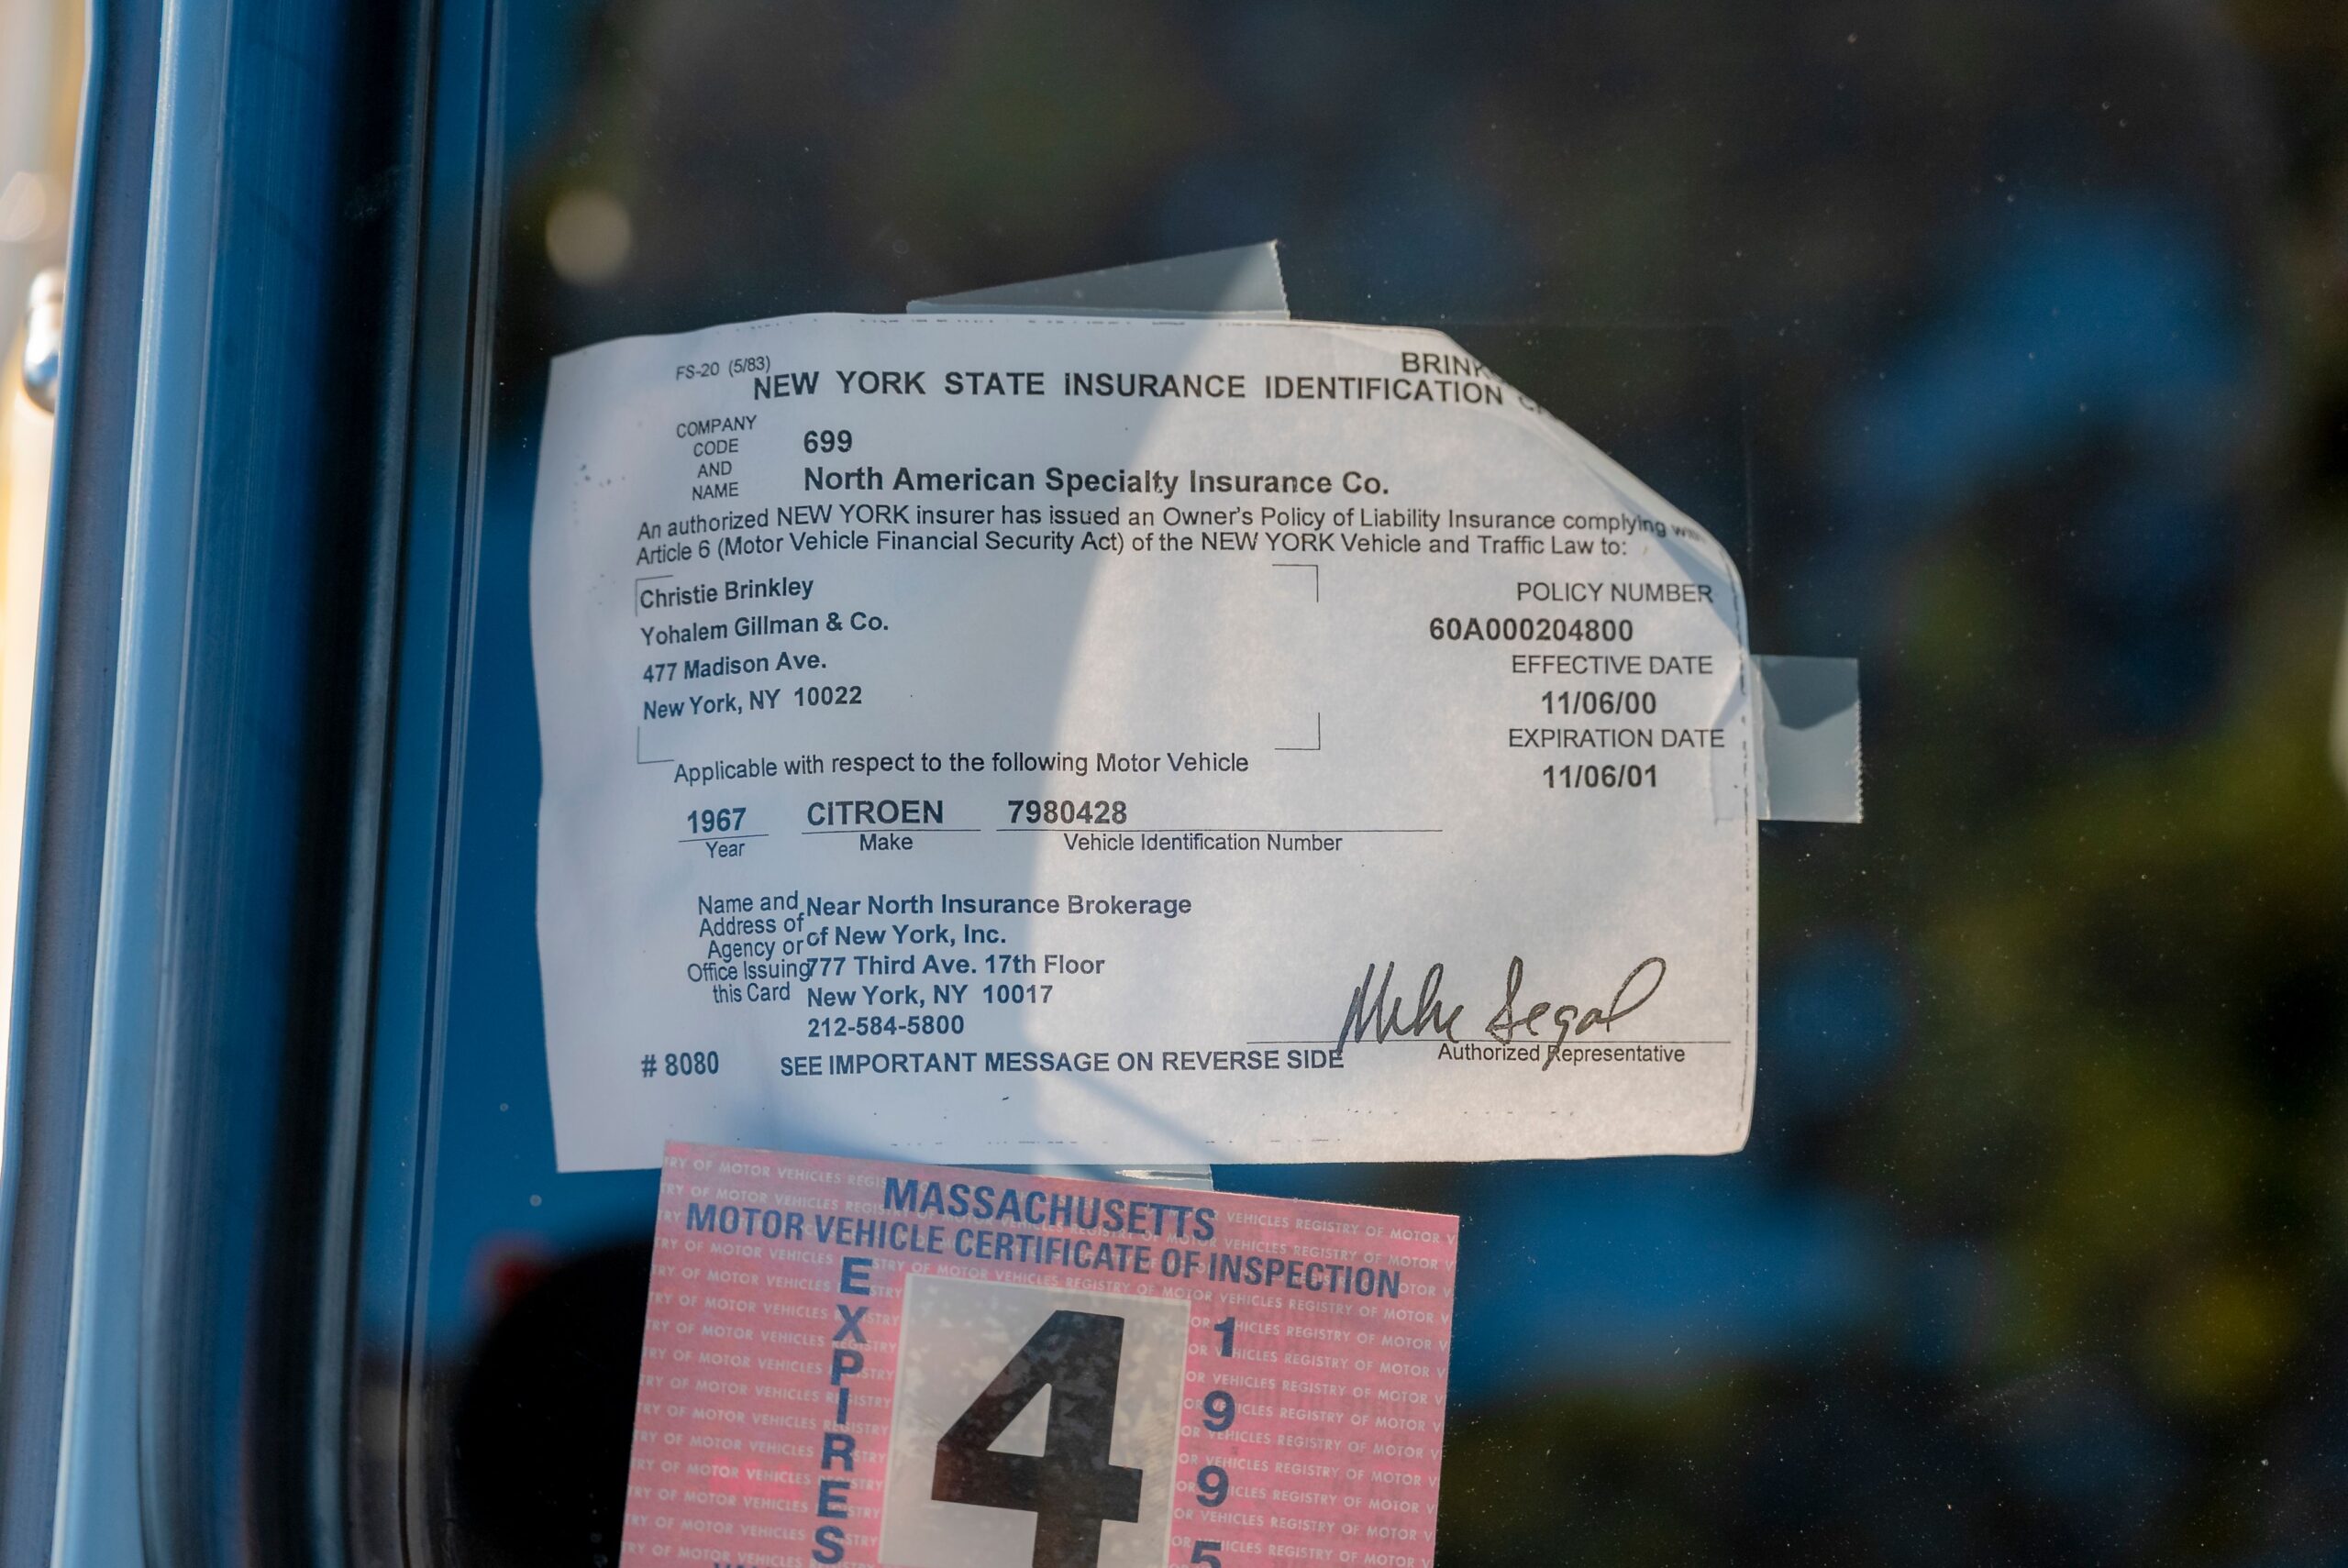 FS-20 (5/83)
NEW YORK STATE INSURANCE IDENTIFICATION
COMPANY
CODE
AND
NAME
699
North American Specialty Insurance Co.
An authorized NEW YORK insurer has issued an Owner's Policy of Liability Insurance complying
Article 6 (Motor Vehicle Financial Security Act) of the NEW YORK Vehicle and Traffic Law to:
Christie Brinkley
Yohalem Gillman & Co.
477 Madison Ave.
New York, NY 10022
POLICY NUMBER
60A000204800
EFFECTIVE DATE
11/06/00
EXPIRATION DATE
11/06/01
Applicable with respect to the following Motor Vehicle
1967 CITROEN 7980428
Year Make Vehicle Identification Number
Name and
Address of
Agency or
Office Issuing
this Card
Near North Insurance Brokerage
of New York, Inc.
777 Third Ave. 17th Floor
New York, NY 10017
212-584-5800
Mike Segal
Authorized Representative
# 8080 SEE IMPORTANT MESSAGE ON REVERSE SIDE
MASSACHUSETTS
MOTOR VEHICLE CERTIFICATE OF INSPECTION
EXPIRES
4
1995